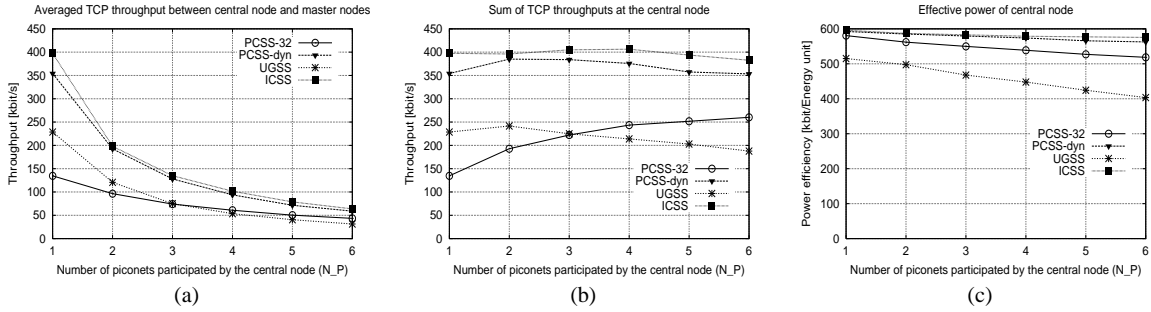 Averaged TCP throughput between central node and master nodes
Throughput [kbit/s]
450
400
350
300
250
200
150
100
50
0
PCSS-32
PCSS-dyn
UGSS
ICSS
1 2 3 4 5 6
Number of piconets participated by the central node (N_P)
(a)
Sum of TCP throughputs at the central node
Throughput [kbit/s]
450
400
350
300
250
200
150
100
50
0
PCSS-32
PCSS-dyn
UGSS
ICSS
1 2 3 4 5 6
Number of piconets participated by the central node (N_P)
(b)
Effective power of central node
Power efficiency [kbit/Energy unit]
600
500
400
300
200
100
0
PCSS-32
PCSS-dyn
UGSS
ICSS
1 2 3 4 5 6
Number of piconets participated by the central node (N_P)
(c)